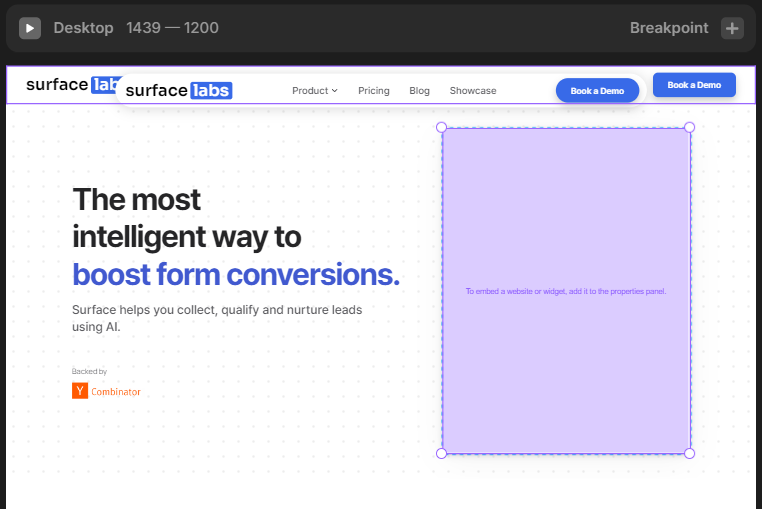 Desktop 1439 — 1200 Breakpoint
surface lab
surface labs Product Pricing Blog Showcase Book a Demo Book a Demo
The most
intelligent way to
boost form conversions.
Surface helps you collect, qualify and nurture leads
using AI.
To embed a website or widget, add it to the properties panel.
Backed by
Y Combinator